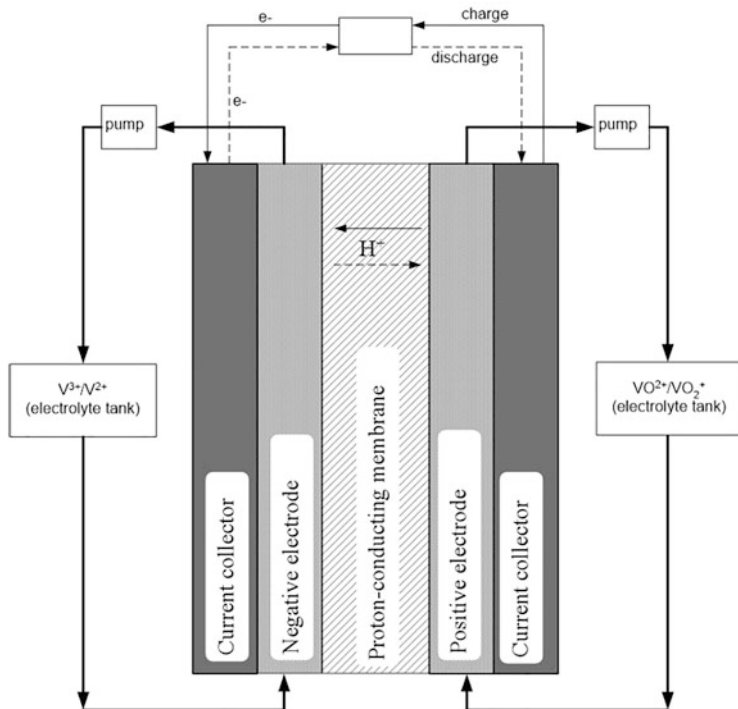 e-
charge
discharge
e-
pump
pump
H⁺
V³⁺/V²⁺
(electrolyte tank)
VO²⁺/VO₂⁺
(electrolyte tank)
Current collector
Negative electrode
Proton-conducting membrane
Positive electrode
Current collector